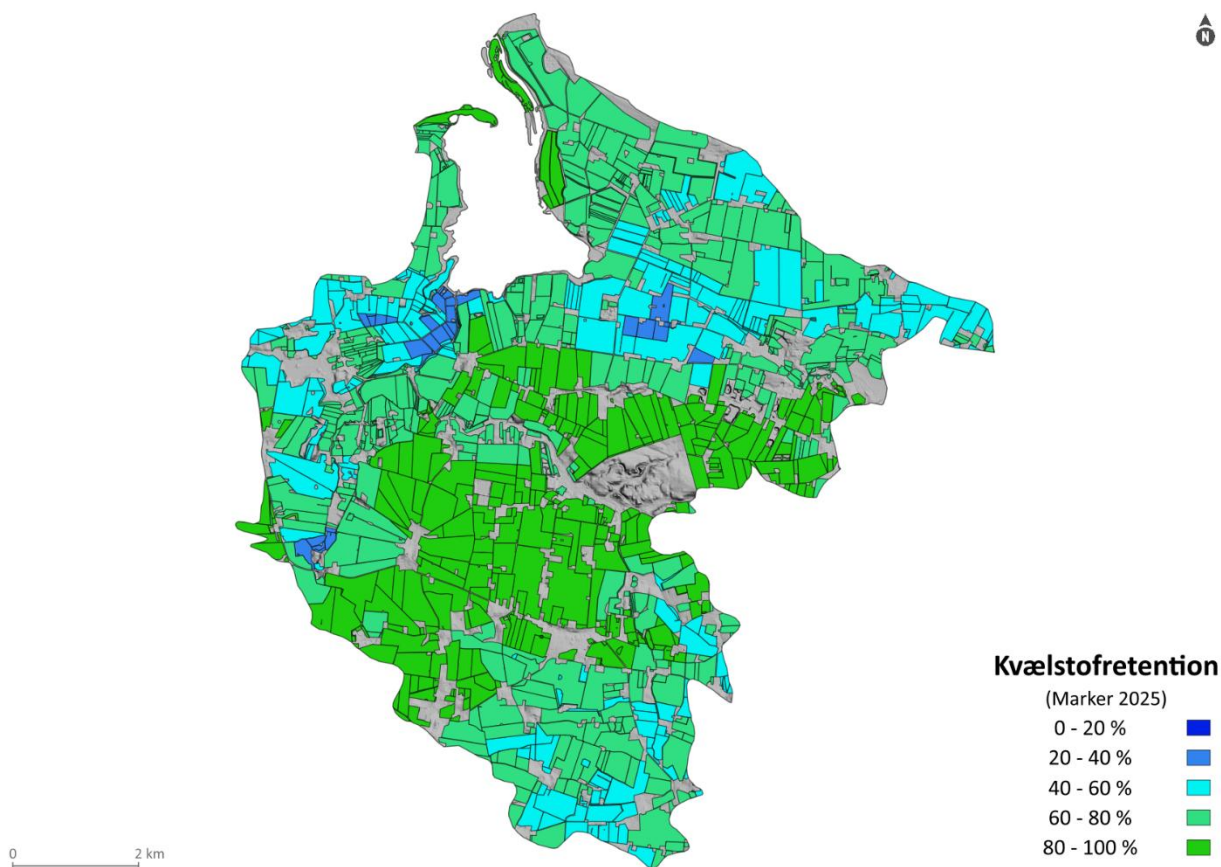 N
Kvælstofretention
(Marker 2025)
0 - 20 %
20 - 40 %
40 - 60 %
60 - 80 %
80 - 100 %
0 2 km